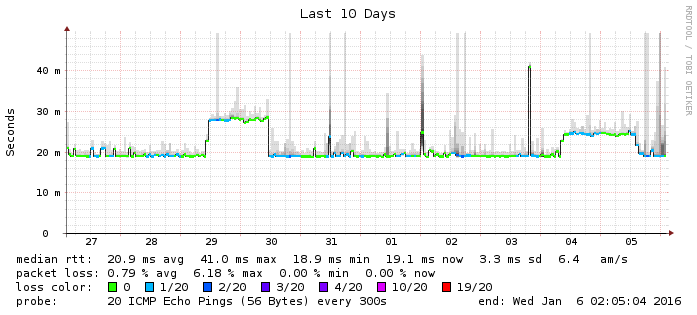 Last 10 Days
RRDTOOL / TOBI OETIKER
Seconds
40 m
30 m
20 m
10 m
0
27 28 29 30 31 01 02 03 04 05
median rtt: 20.9 ms avg 41.0 ms max 18.9 ms min 19.1 ms now 3.3 ms sd 6.4 am/s
packet loss: 0.79 % avg 6.18 % max 0.00 % min 0.00 % now
loss color: 0 1/20 2/20 3/20 4/20 10/20 19/20
probe: 20 ICMP Echo Pings (56 Bytes) every 300s end: Wed Jan 6 02:05:04 2016